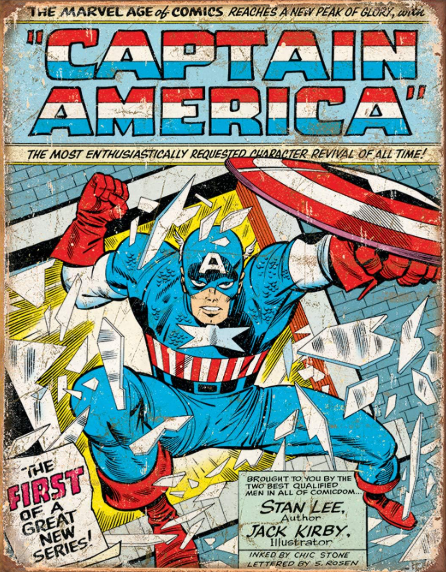 THE MARVEL AGE of COMICS REACHES A NEW PEAK OF GLORY, with
"CAPTAIN
AMERICA"
THE MOST ENTHUSIASTICALLY REQUESTED CHARACTER REVIVAL OF ALL TIME!
A
THE
FIRST
OF A
GREAT
NEW
SERIES!
BROUGHT TO YOU BY THE
TWO BEST QUALIFIED
MEN IN ALL OF COMICDOM...
STAN LEE,
Author
JACK KIRBY,
Illustrator
INKED BY CHIC STONE
LETTERED BY S. ROSEN